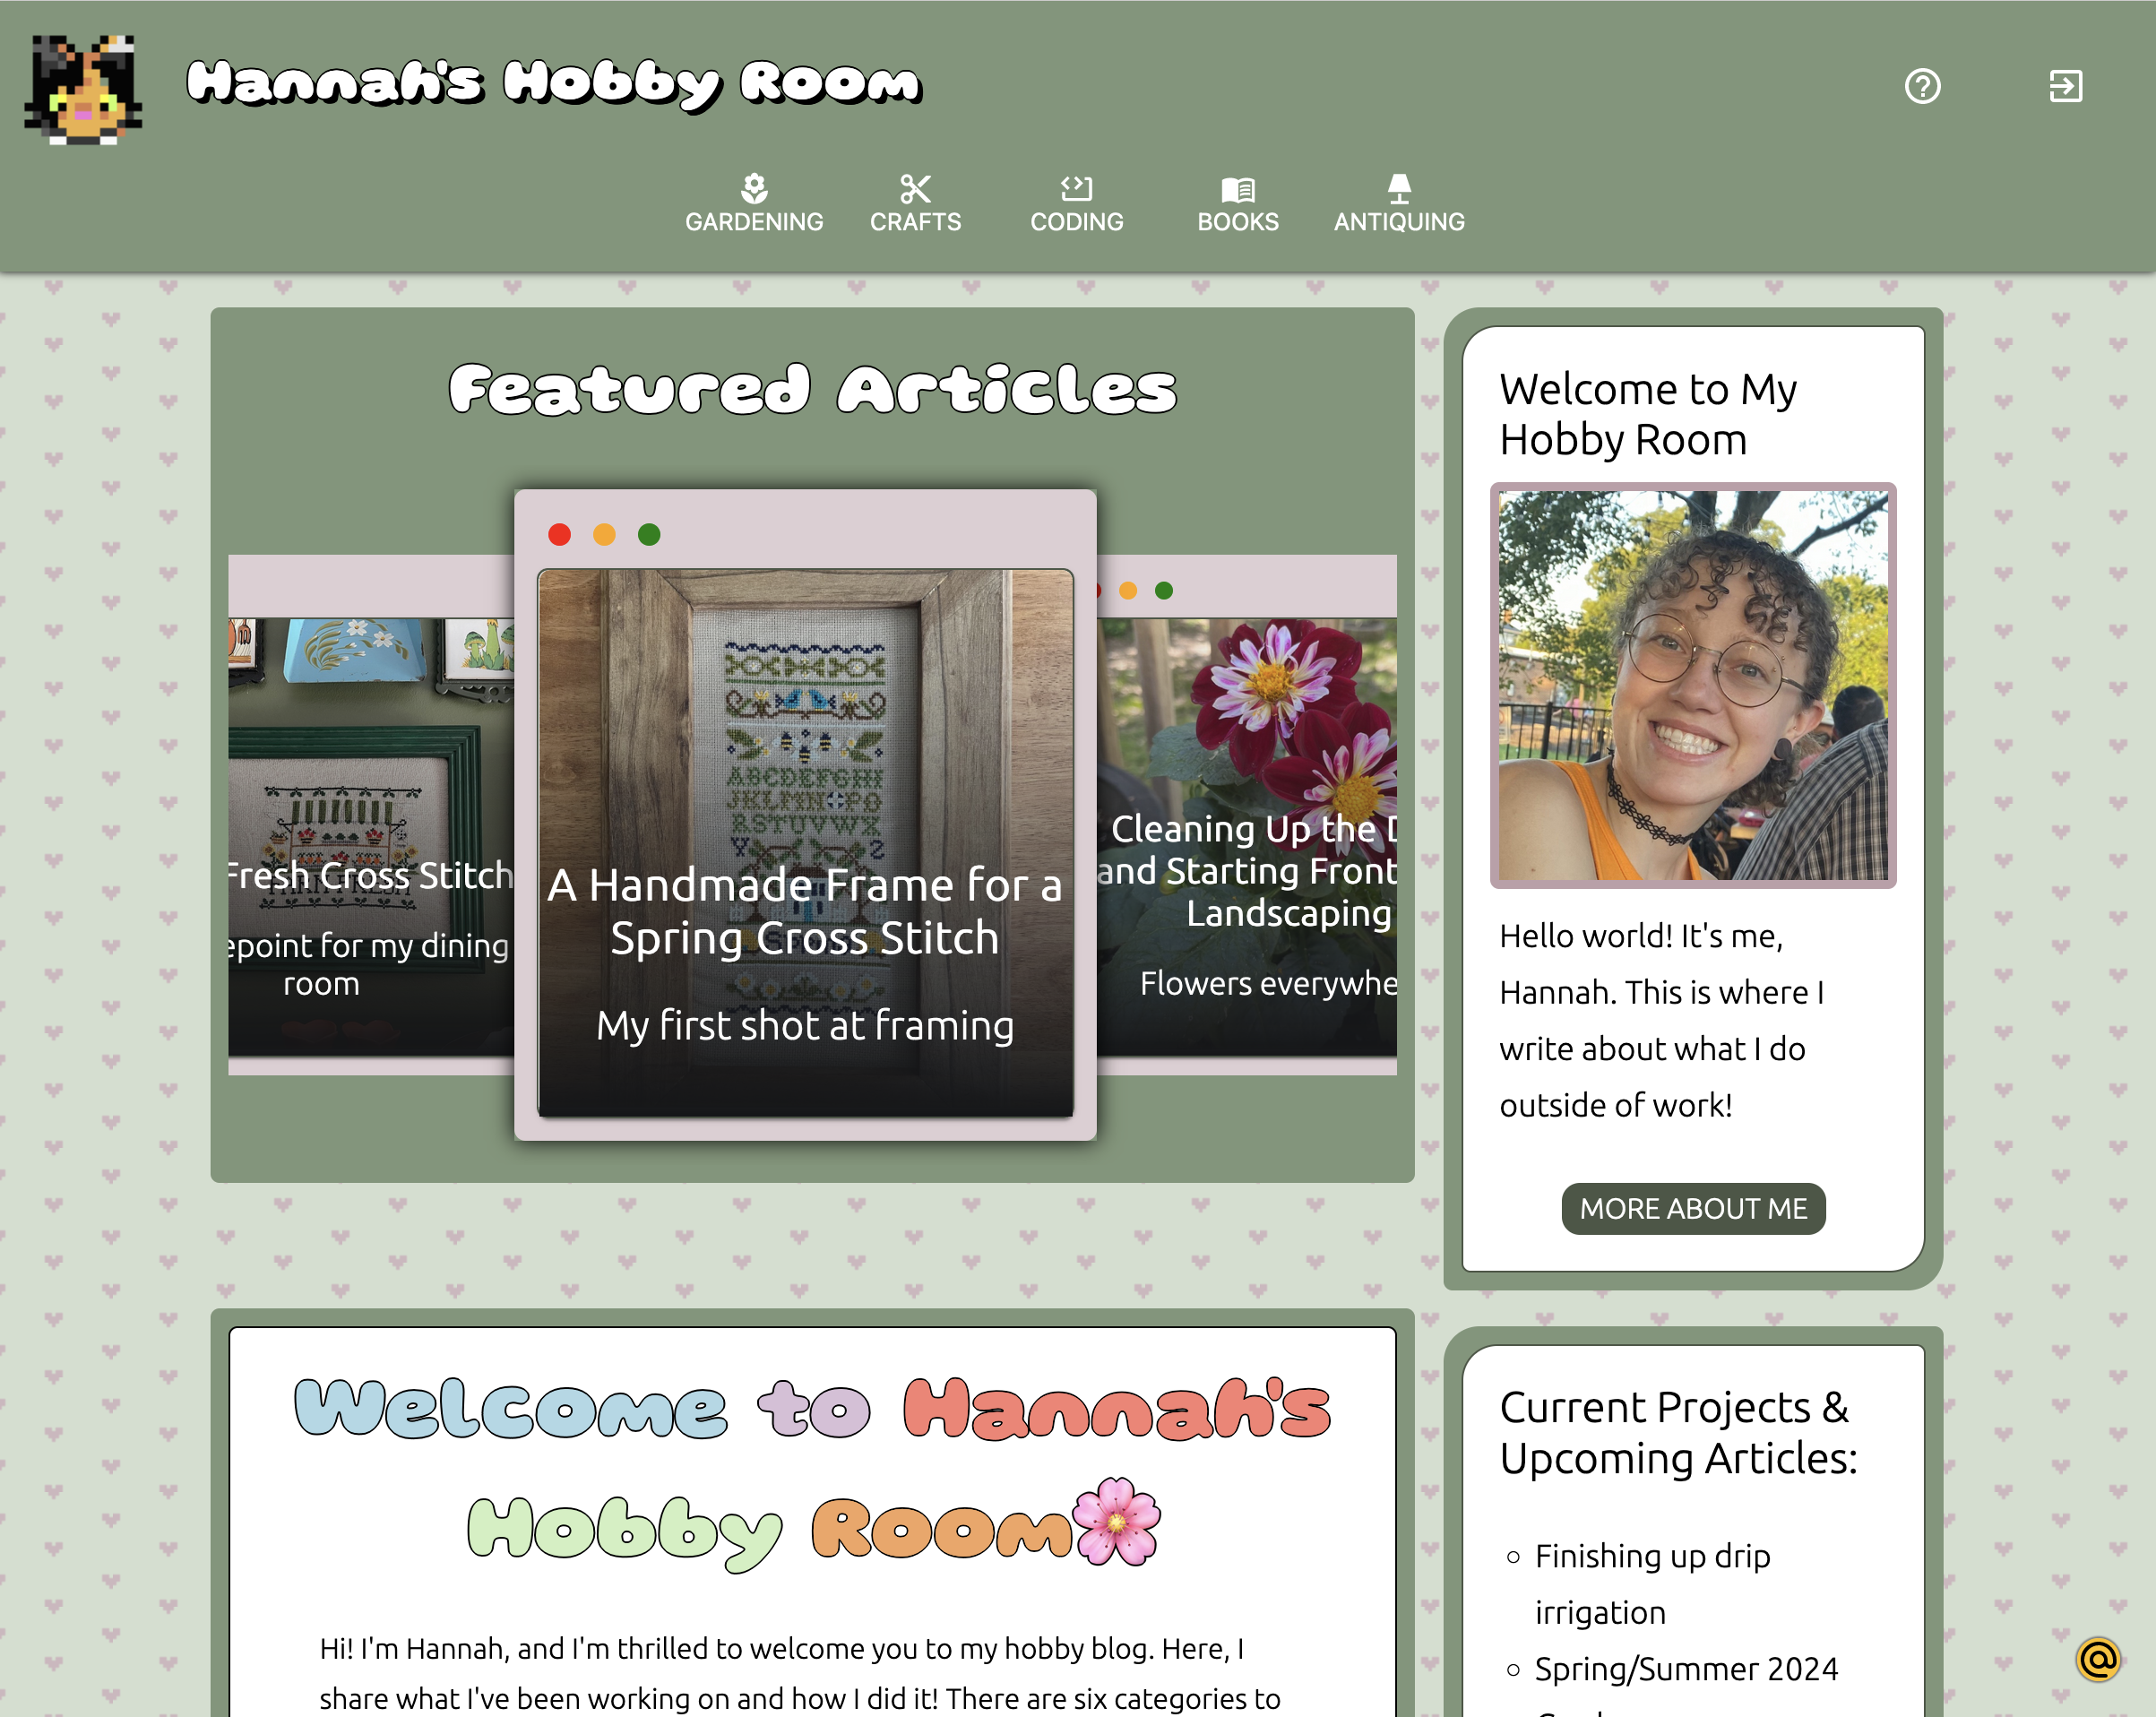 Hannah's Hobby Room
GARDENING
CRAFTS
CODING
BOOKS
ANTIQUING
Featured Articles
Fresh Cross Stitch
epoint for my dining
room
ABCDEFGHI
JKLMN PQ
RSTUVWX
A Handmade Frame for a
Spring Cross Stitch
My first shot at framing
Cleaning Up the
and Starting Front
Landscaping
Flowers everywhe
Welcome to My
Hobby Room
Hello world! It's me,
Hannah. This is where I
write about what I do
outside of work!
MORE ABOUT ME
Welcome to Hannah's
Hobby Room
Hi! I'm Hannah, and I'm thrilled to welcome you to my hobby blog. Here, I
share what I've been working on and how I did it! There are six categories to
Current Projects &
Upcoming Articles:
Finishing up drip
irrigation
Spring/Summer 2024